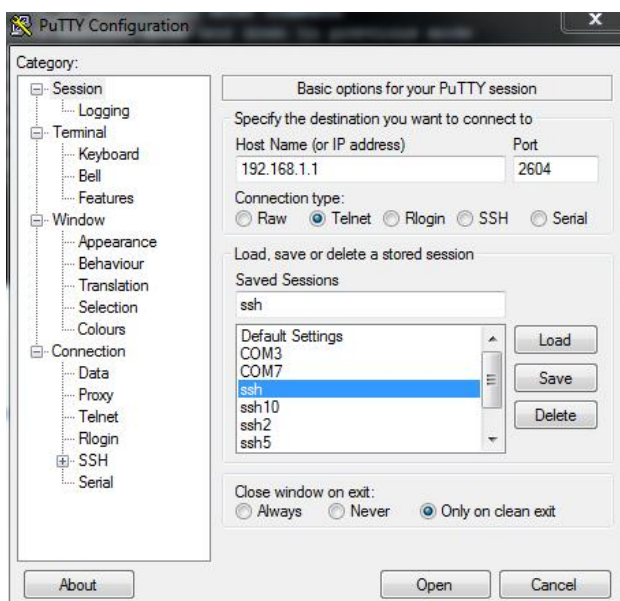 PuTTY Configuration
Category:
Session
Logging
Terminal
Keyboard
Bell
Features
Window
Appearance
Behaviour
Translation
Selection
Colours
Connection
Data
Proxy
Telnet
Rlogin
SSH
Serial
Basic options for your PuTTY session
Specify the destination you want to connect to
Host Name (or IP address) Port
192.168.1.1 2604
Connection type:
Raw Telnet Rlogin SSH Serial
Load, save or delete a stored session
Saved Sessions
ssh
Default Settings
COM3
COM7
ssh
ssh10
ssh2
ssh5
Load
Save
Delete
Close window on exit:
Always Never Only on clean exit
About Open Cancel